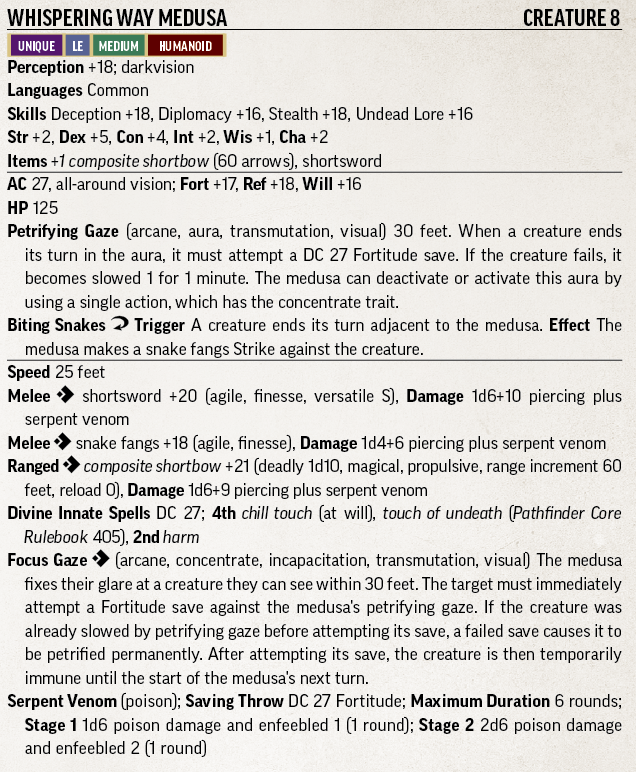 WHISPERING WAY MEDUSA CREATURE 8
UNIQUE LE MEDIUM HUMANOID
Perception +18; darkvision
Languages Common
Skills Deception +18, Diplomacy +16, Stealth +18, Undead Lore +16
Str +2, Dex +5, Con +4, Int +2, Wis +1, Cha +2
Items +1 composite shortbow (60 arrows), shortsword
AC 27, all-around vision; Fort +17, Ref +18, Will +16
HP 125
Petrifying Gaze (arcane, aura, transmutation, visual) 30 feet. When a creature ends
its turn in the aura, it must attempt a DC 27 Fortitude save. If the creature fails, it
becomes slowed 1 for 1 minute. The medusa can deactivate or activate this aura by
using a single action, which has the concentrate trait.
Biting Snakes Trigger A creature ends its turn adjacent to the medusa. Effect The
medusa makes a snake fangs Strike against the creature.
Speed 25 feet
Melee shortsword +20 (agile, finesse, versatile S), Damage 1d6+10 piercing plus
serpent venom
Melee snake fangs +18 (agile, finesse), Damage 1d4+6 piercing plus serpent venom
Ranged composite shortbow +21 (deadly 1d10, magical, propulsive, range increment 60
feet, reload 0), Damage 1d6+9 piercing plus serpent venom
Divine Innate Spells DC 27; 4th chill touch (at will), touch of undeath (Pathfinder Core
Rulebook 405), 2nd harm
Focus Gaze (arcane, concentrate, incapacitation, transmutation, visual) The medusa
fixes their glare at a creature they can see within 30 feet. The target must immediately
attempt a Fortitude save against the medusa's petrifying gaze. If the creature was
already slowed by petrifying gaze before attempting its save, a failed save causes it to
be petrified permanently. After attempting its save, the creature is then temporarily
immune until the start of the medusa's next turn.
Serpent Venom (poison); Saving Throw DC 27 Fortitude; Maximum Duration 6 rounds;
Stage 1 1d6 poison damage and enfeebled 1 (1 round); Stage 2 2d6 poison damage
and enfeebled 2 (1 round)